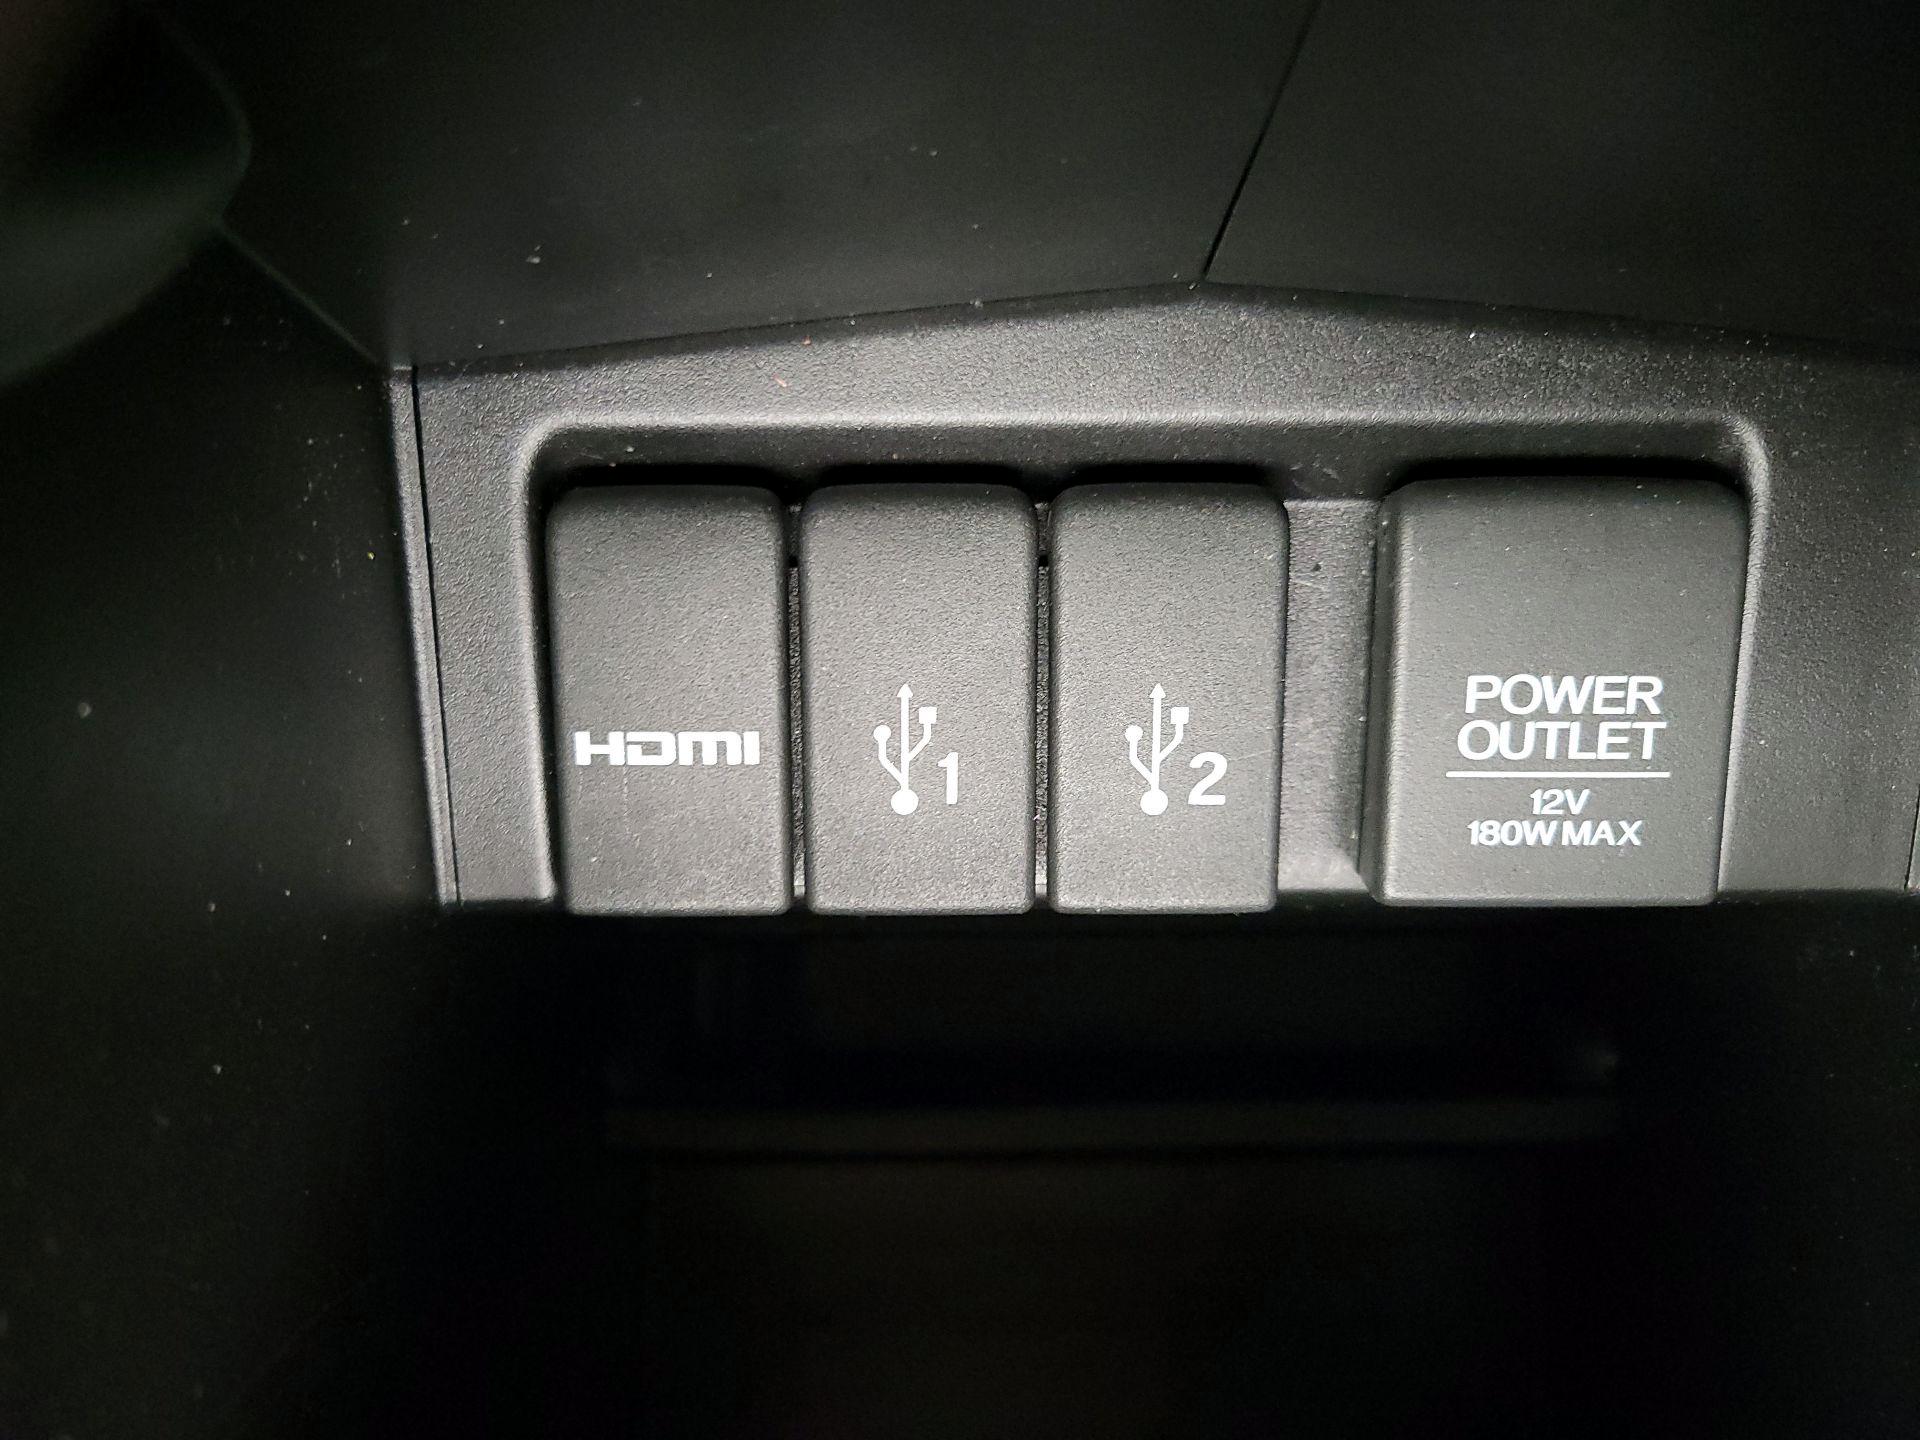 HDMI
1
2
POWER
OUTLET
12V
180W MAX